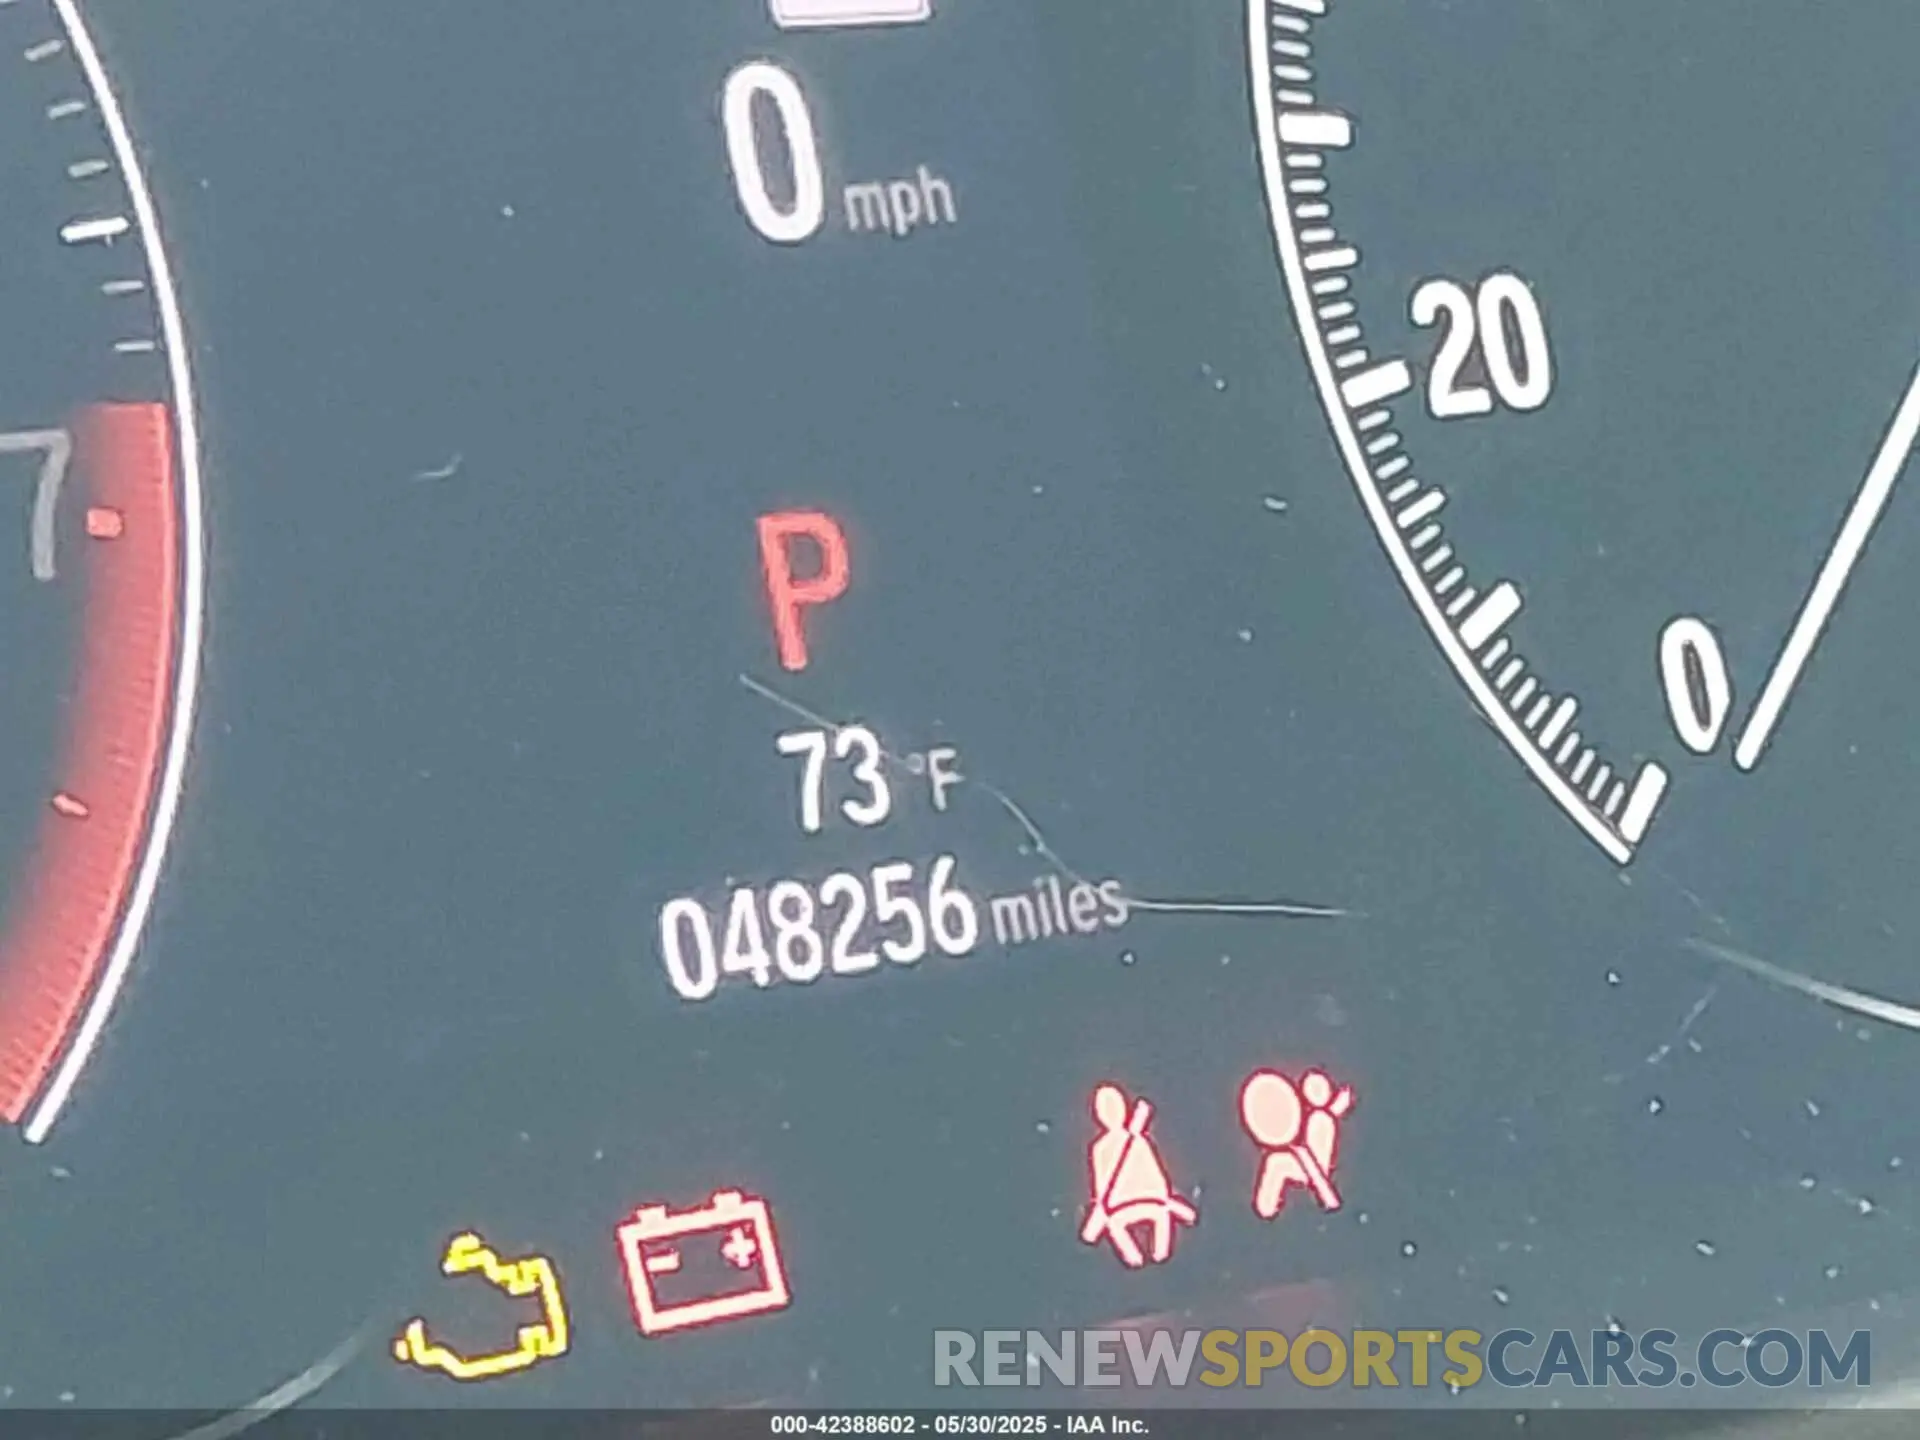 0 mph
20
7
P
0
73 °F
048256 miles
- +
RENEWSPORTSCARS.COM
000-42388602 - 05/30/2025 - IAA Inc.